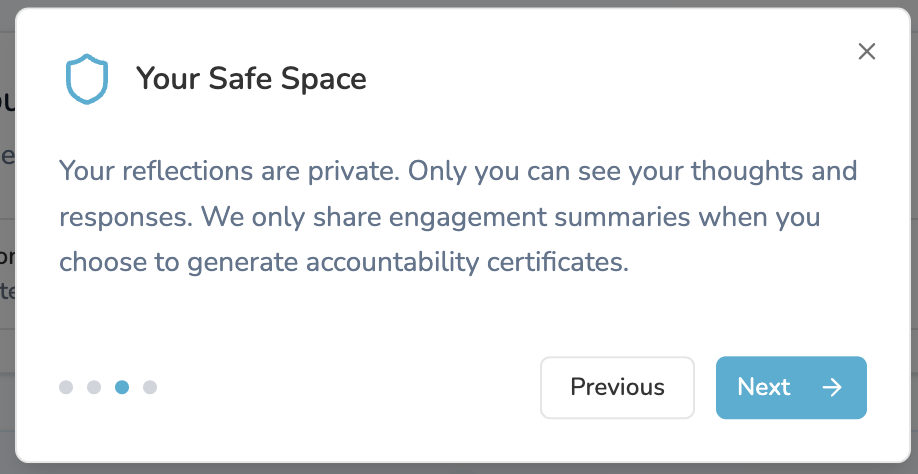 Your Safe Space
Your reflections are private. Only you can see your thoughts and
responses. We only share engagement summaries when you
choose to generate accountability certificates.
Previous
Next